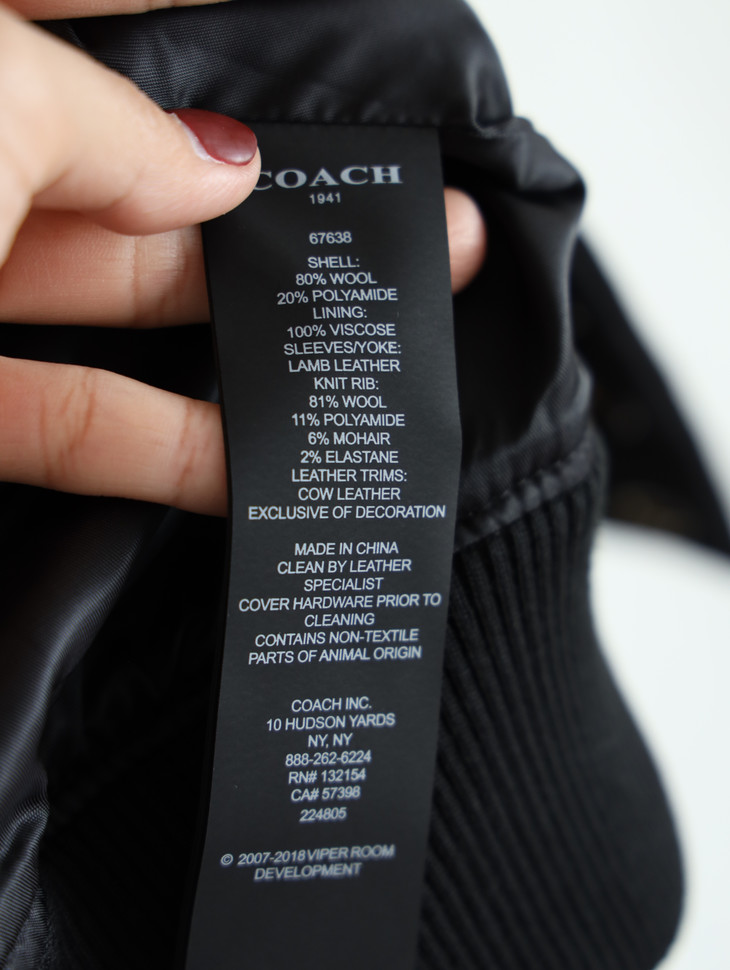 COACH
1941
67638
SHELL:
80% WOOL
20% POLYAMIDE
LINING:
100% VISCOSE
SLEEVES/YOKE:
LAMB LEATHER
KNIT RIB:
81% WOOL
11% POLYAMIDE
6% MOHAIR
2% ELASTANE
LEATHER TRIMS:
COW LEATHER
EXCLUSIVE OF DECORATION
MADE IN CHINA
CLEAN BY LEATHER
SPECIALIST
COVER HARDWARE PRIOR TO
CLEANING
CONTAINS NON-TEXTILE
PARTS OF ANIMAL ORIGIN
COACH INC.
10 HUDSON YARDS
NY, NY
888-262-6224
RN# 132154
CA# 57398
224805
© 2007-2018 VIPER ROOM
DEVELOPMENT